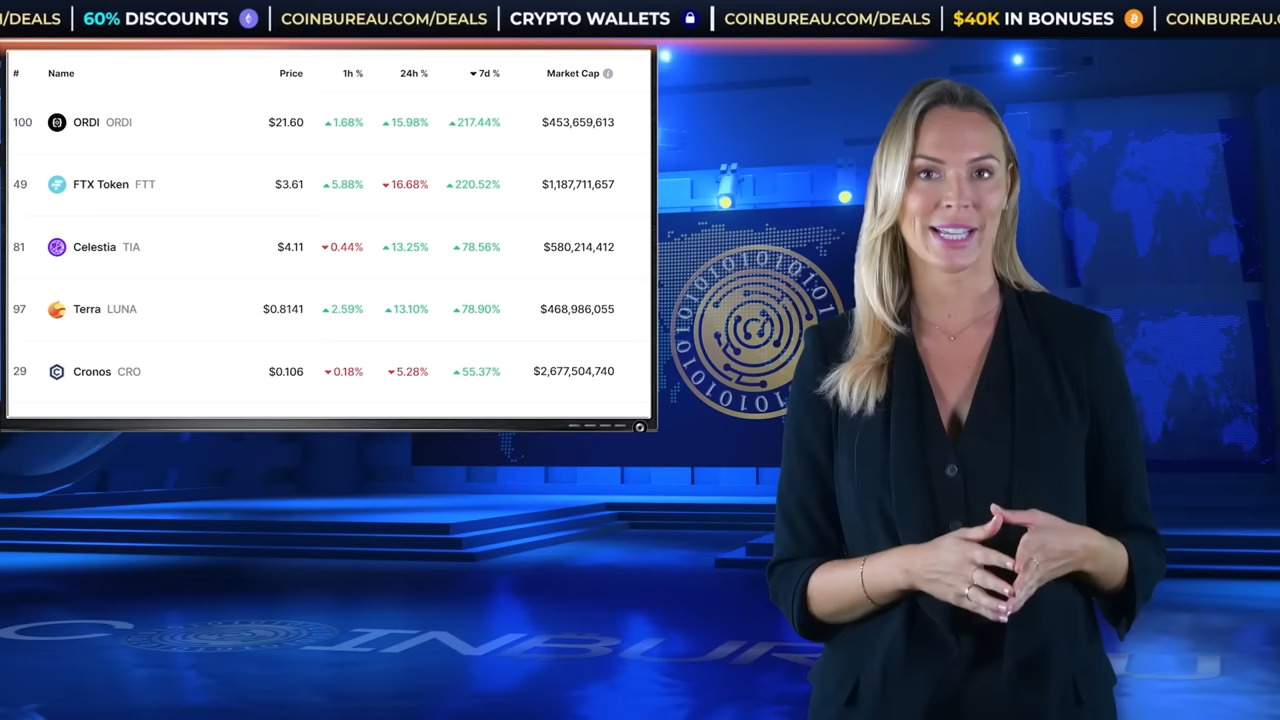 M/DEALS | 60% DISCOUNTS | COINBUREAU.COM/DEALS | CRYPTO WALLETS | COINBUREAU.COM/DEALS | $40K IN BONUSES | COINBUREAU.C
# Name Price 1h % 24h % 7d % Market Cap
100 ORDI ORDI $21.60 1.68% 15.98% 217.44% $453,659,613
49 FTX Token FTT $3.61 5.88% 16.68% 220.52% $1,187,711,657
81 Celestia TIA $4.11 0.44% 13.25% 78.56% $580,214,412
97 Terra LUNA $0.8141 2.59% 13.10% 78.90% $468,986,055
29 Cronos CRO $0.106 0.18% 5.28% 55.37% $2,677,504,740
COINBUR U